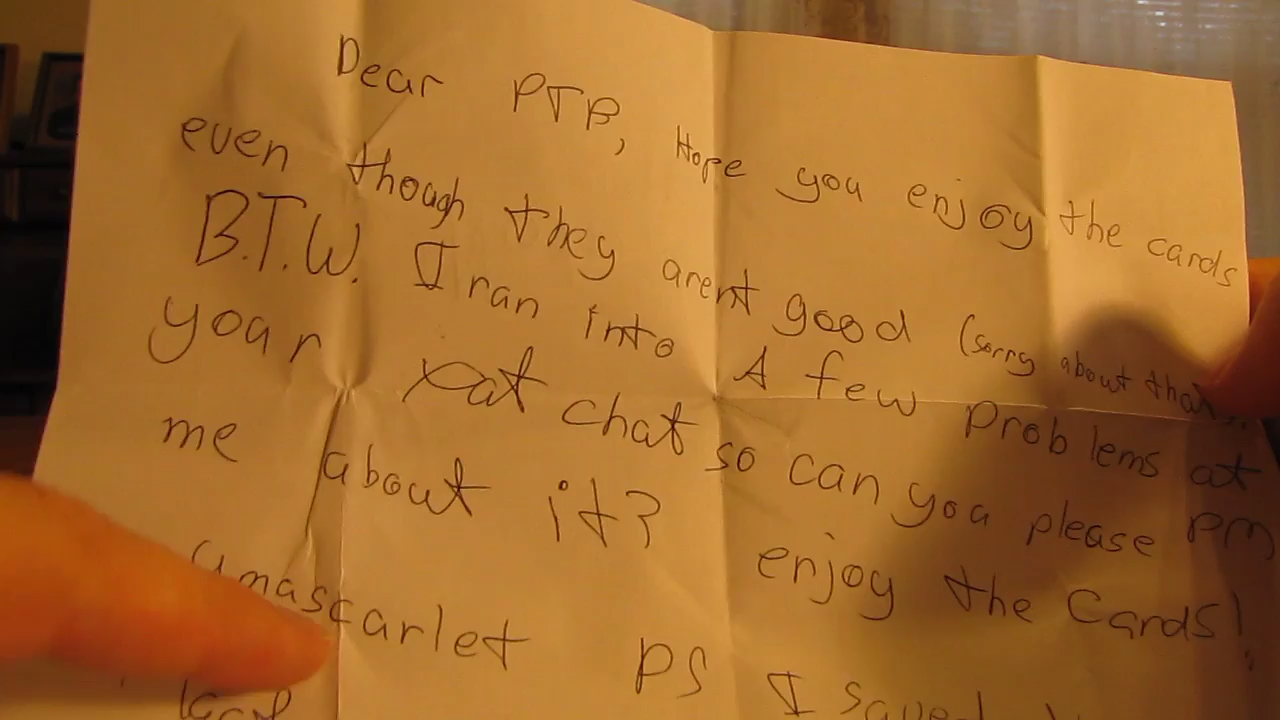 Dear PTB, Hope you enjoy the cards
even though they arent good (sorry about that).
B.T.W. I ran into A few Problems at
your xat chat so can you please PM
me about it? enjoy the Cards!
PS I saved